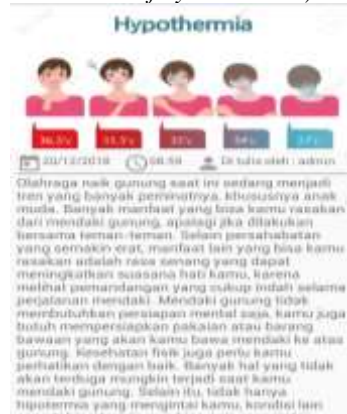 Hypothermia
36,5'c 35,5'c 35'c
20/12/2018 08:59 Di tulis oleh : admin
Olahraga naik gunung saat ini sedang menjadi
tren yang banyak peminatnya, khususnya anak
muda. Banyak manfaat yang bisa kamu rasakan
dari mendaki gunung, apalagi jika dilakukan
bersama teman-teman. Selain persahabatan
yang semakin erat, manfaat lain yang bisa kamu
rasakan adalah rasa senang yang dapat
meningkatkan suasana hati kamu, karena
melihat pemandangan yang cukup indah selama
perjalanan mendaki. Mendaki gunung tidak
membutuhkan persiapan mental saja, kamu juga
butuh mempersiapkan pakaian atau barang
bawaan yang akan kamu bawa mendaki ke atas
gunung. Kesehatan fisik juga perlu kamu
perhatikan dengan baik. Banyak hal yang tidak
akan terduga mungkin terjadi saat kamu
mendaki gunung. Selain itu, tidak hanya
hipotermia yang mengintai kamu, kondisi lain